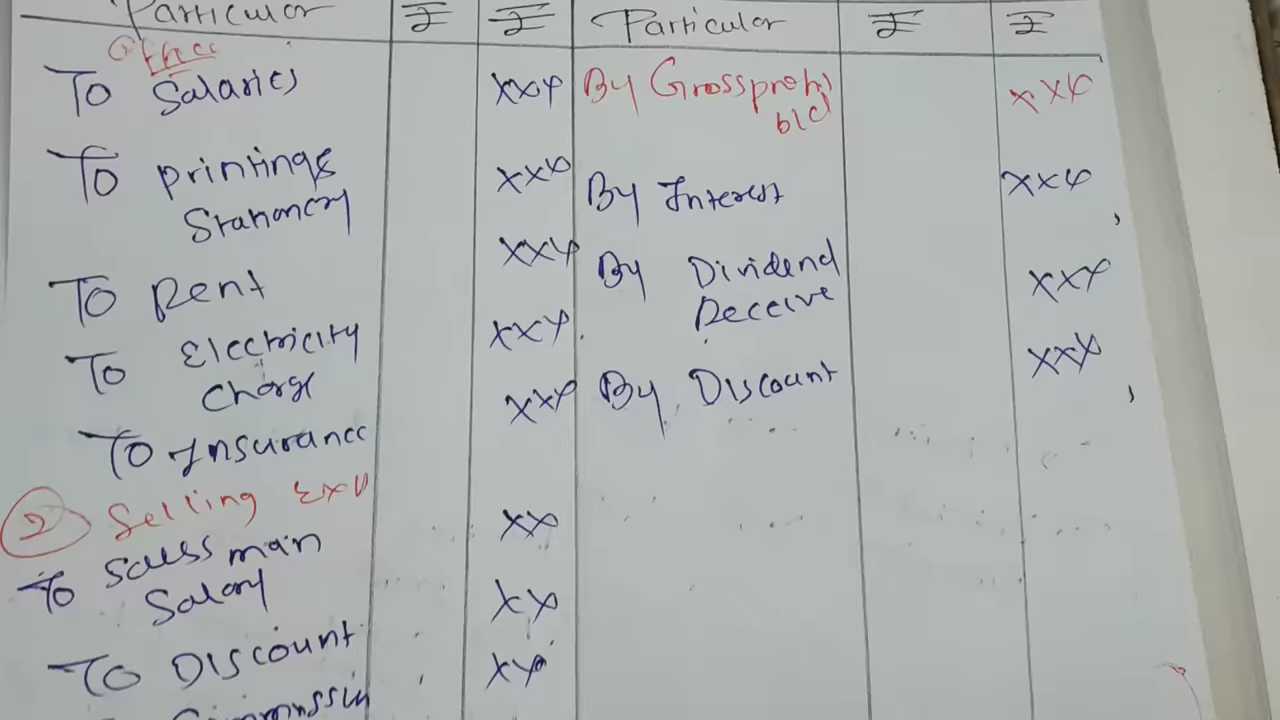 Particular ₹ ₹ Particular ₹ ₹
Office
To Salaries xxx By Gross profit xxx
b/d
To printing & xxx By Interest xxx
Stationery
To Rent xxx By Dividend xxx
Receive
To Electricity xxx By Discount xxx
Charge
To Insurance xxx
2 Selling Exp
To Salesman xx
Salary
To Discount xx
Commission xx